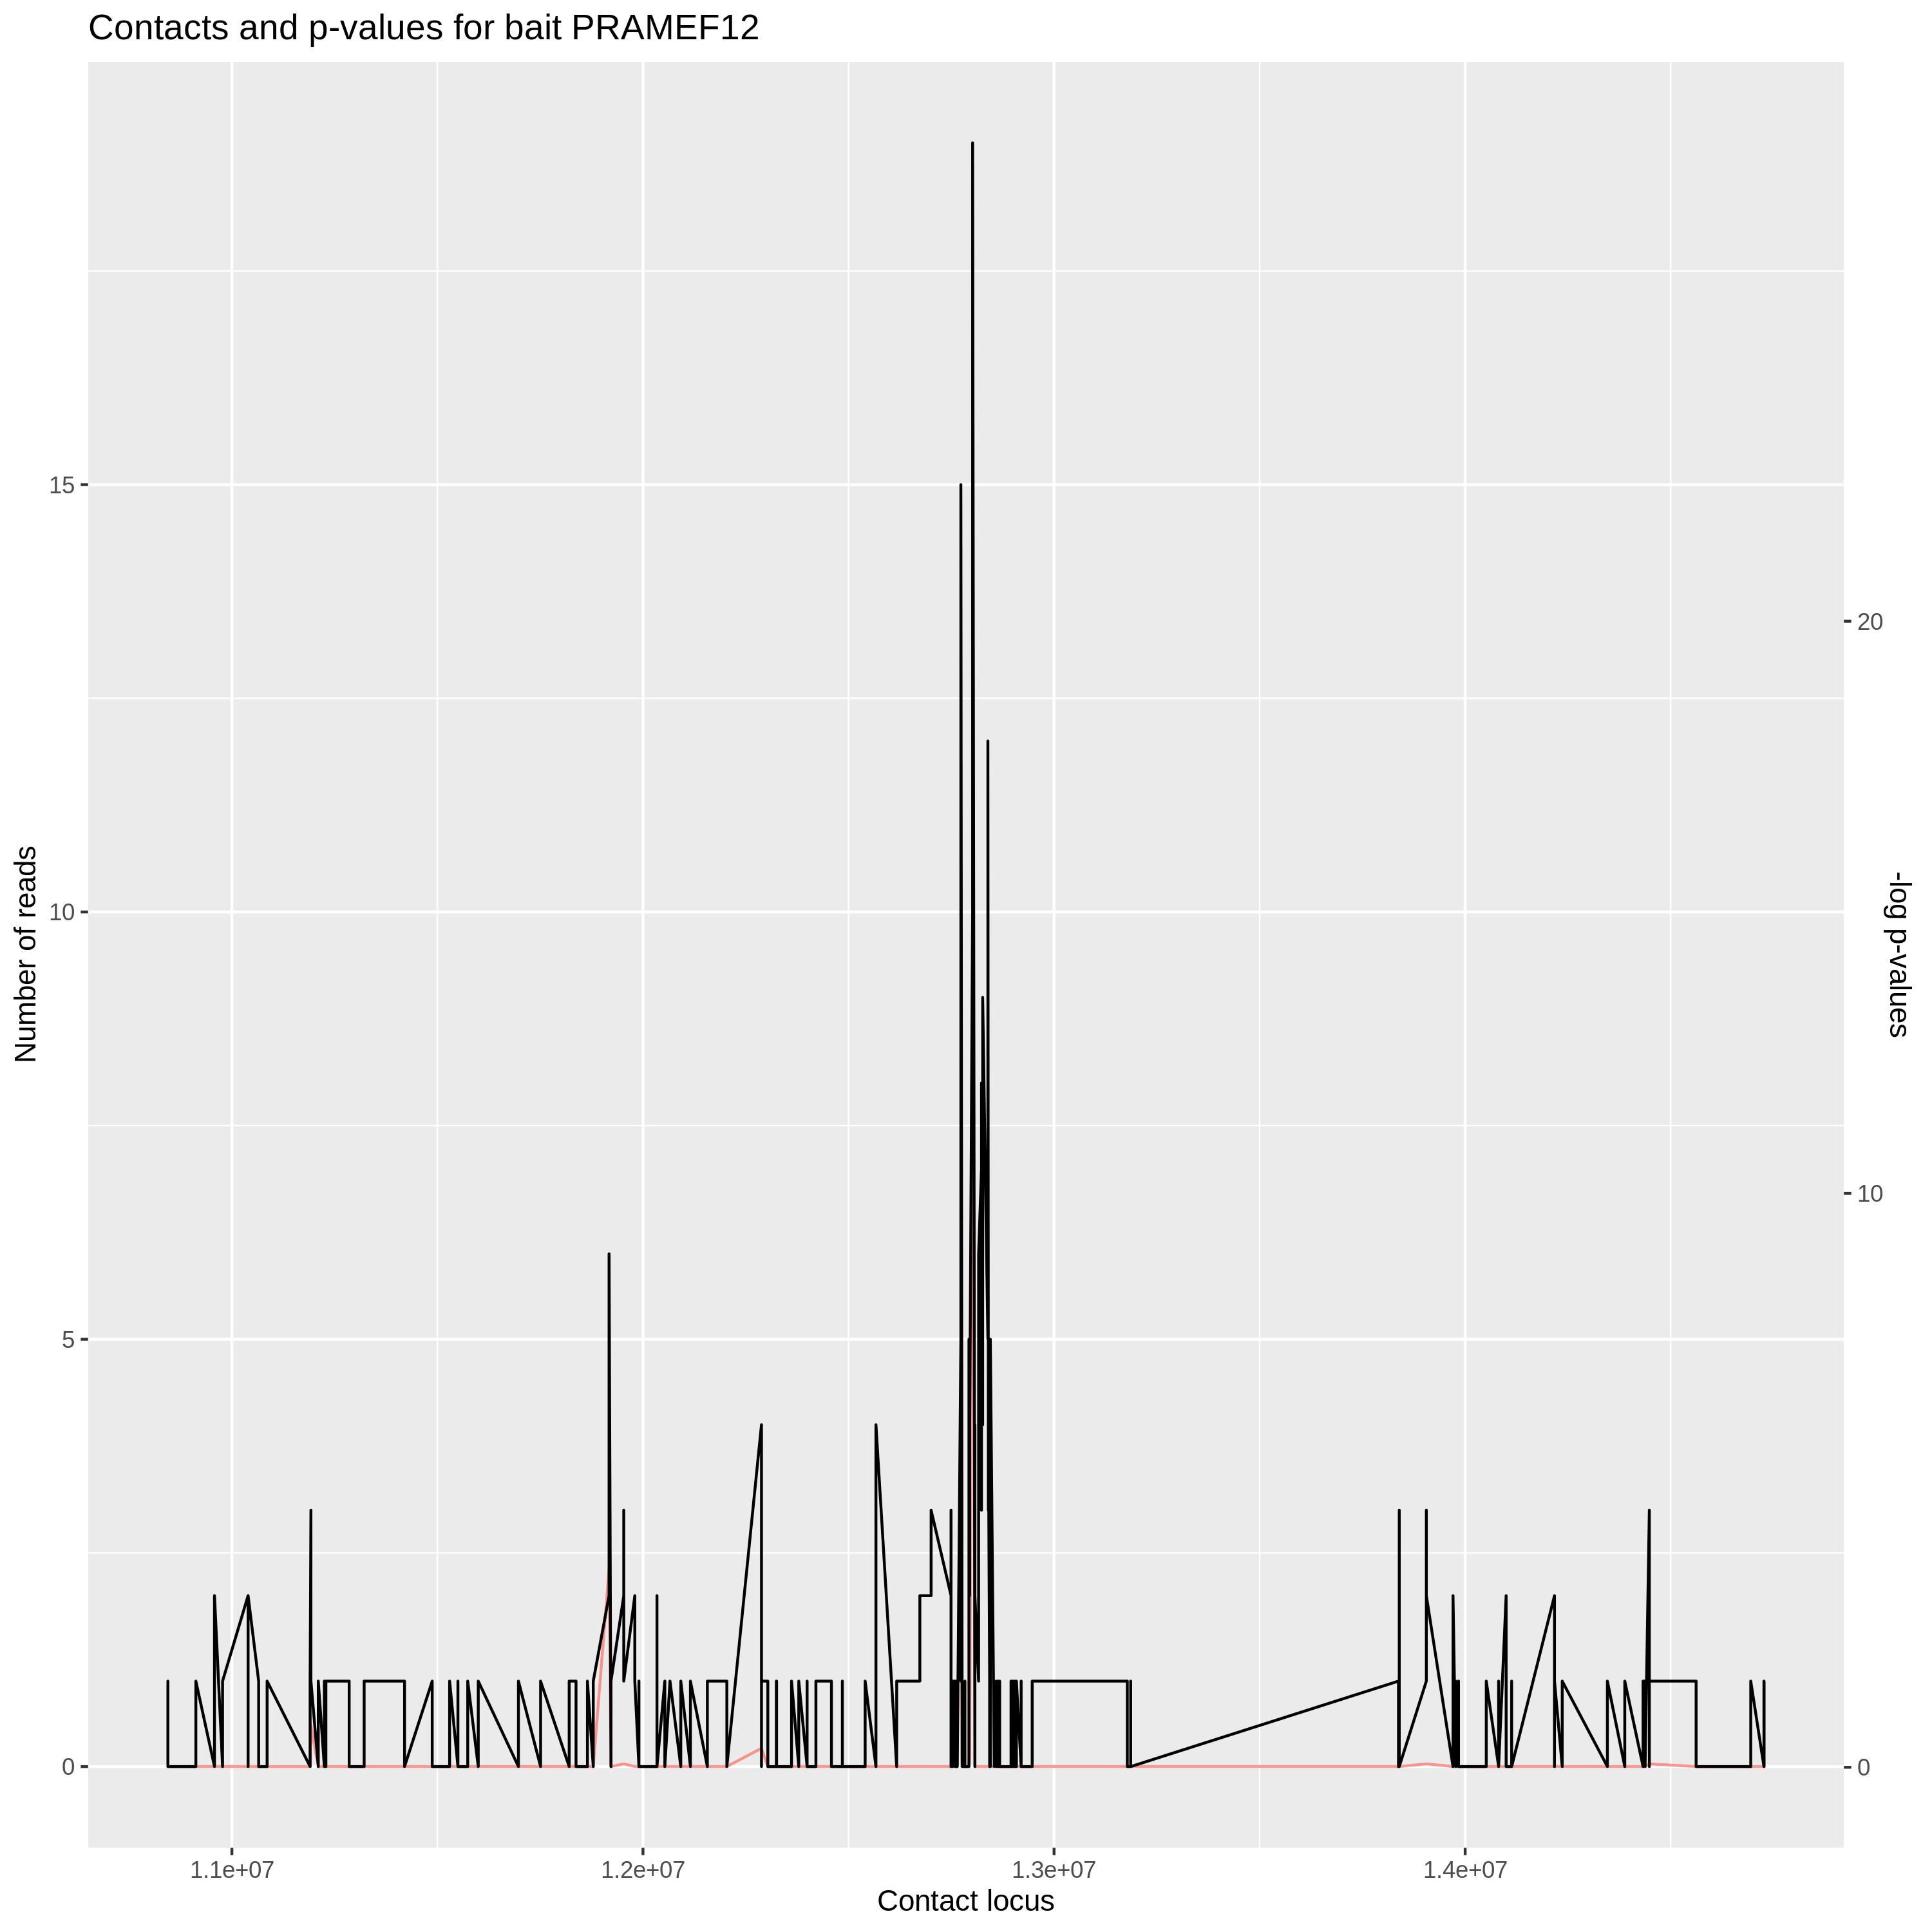 Contacts and p-values for bait PRAMEF12
15
10
5
0
Number of reads
20
10
0
-log p-values
1.1e+07
1.2e+07
1.3e+07
1.4e+07
Contact locus